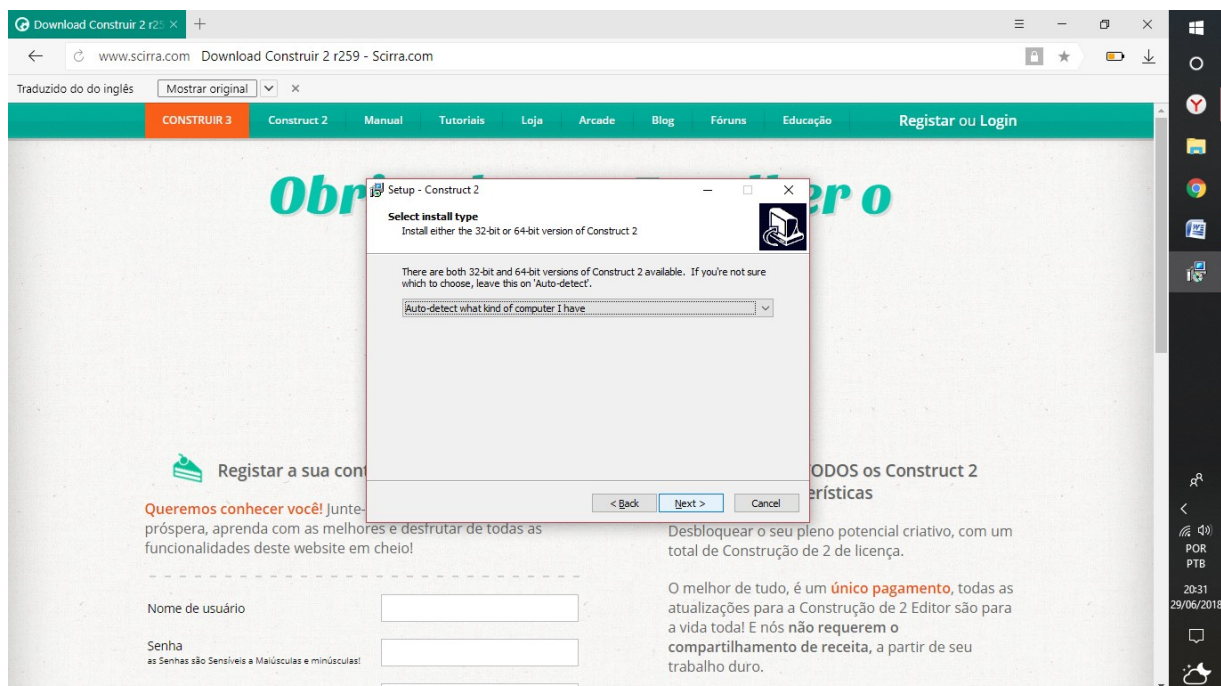 Download Construir 2 r25
www.scirra.com Download Construir 2 r259 - Scirra.com
Traduzido do do inglês Mostrar original
CONSTRUIR 3 Construct 2 Manual Tutoriais Loja Arcade Blog Fóruns Educação Registar ou Login
Setup - Construct 2
Select install type
Install either the 32-bit or 64-bit version of Construct 2
There are both 32-bit and 64-bit versions of Construct 2 available. If you're not sure
which to choose, leave this on 'Auto-detect'.
Auto-detect what kind of computer I have
< Back Next > Cancel
Registar a sua
Queremos conhecer você! Junte-
próspera, aprenda com as melhores e desfrutar de todas as
funcionalidades deste website em cheio!
Nome de usuário
Senha
as Senhas são Sensíveis a Maiúsculas e minúsculas!
os Construct 2
Desbloquear o seu pleno potencial criativo, com um
total de Construção de 2 de licença.
O melhor de tudo, é um único pagamento, todas as
atualizações para a Construção de 2 Editor são para
a vida toda! E nós não requerem o
compartilhamento de receita, a partir de seu
trabalho duro.
POR
PTB
20:31
29/06/2018